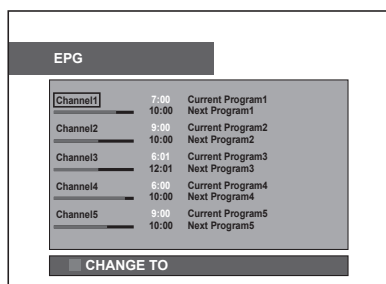 EPG
Channel1 7:00 Current Program1
10:00 Next Program1
Channel2 9:00 Current Program2
10:00 Next Program2
Channel3 6:01 Current Program3
12:01 Next Program3
Channel4 6:00 Current Program4
10:00 Next Program4
Channel5 9:00 Current Program5
10:00 Next Program5
CHANGE TO